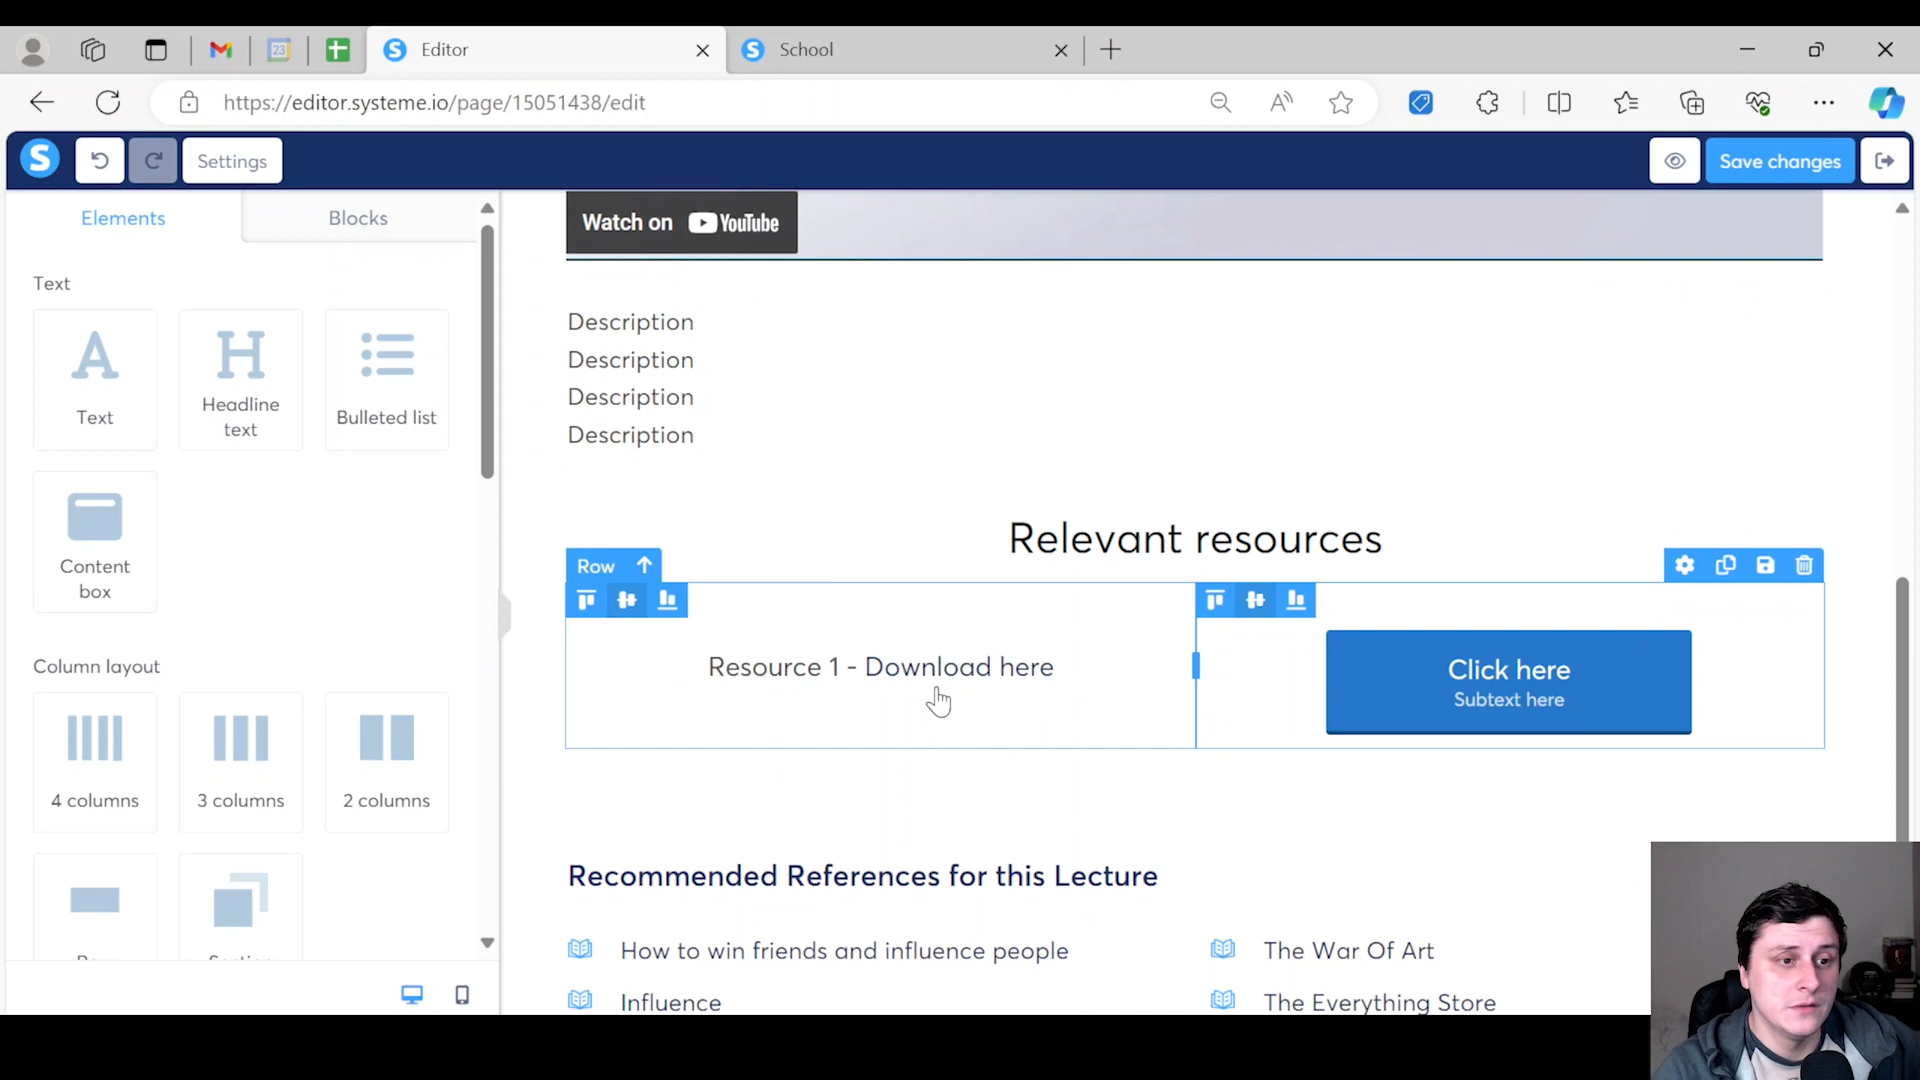 Editor
School
23
https://editor.systeme.io/page/15051438/edit
S
Settings
Save changes
Elements
Blocks
Text
A
Text
H
Headline
text
Bulleted list
Content
box
Column layout
4 columns
3 columns
2 columns
Watch on YouTube
Description
Description
Description
Description
Relevant resources
Row
Resource 1 - Download here
Click here
Subtext here
Recommended References for this Lecture
How to win friends and influence people
The War Of Art
Influence
The Everything Store